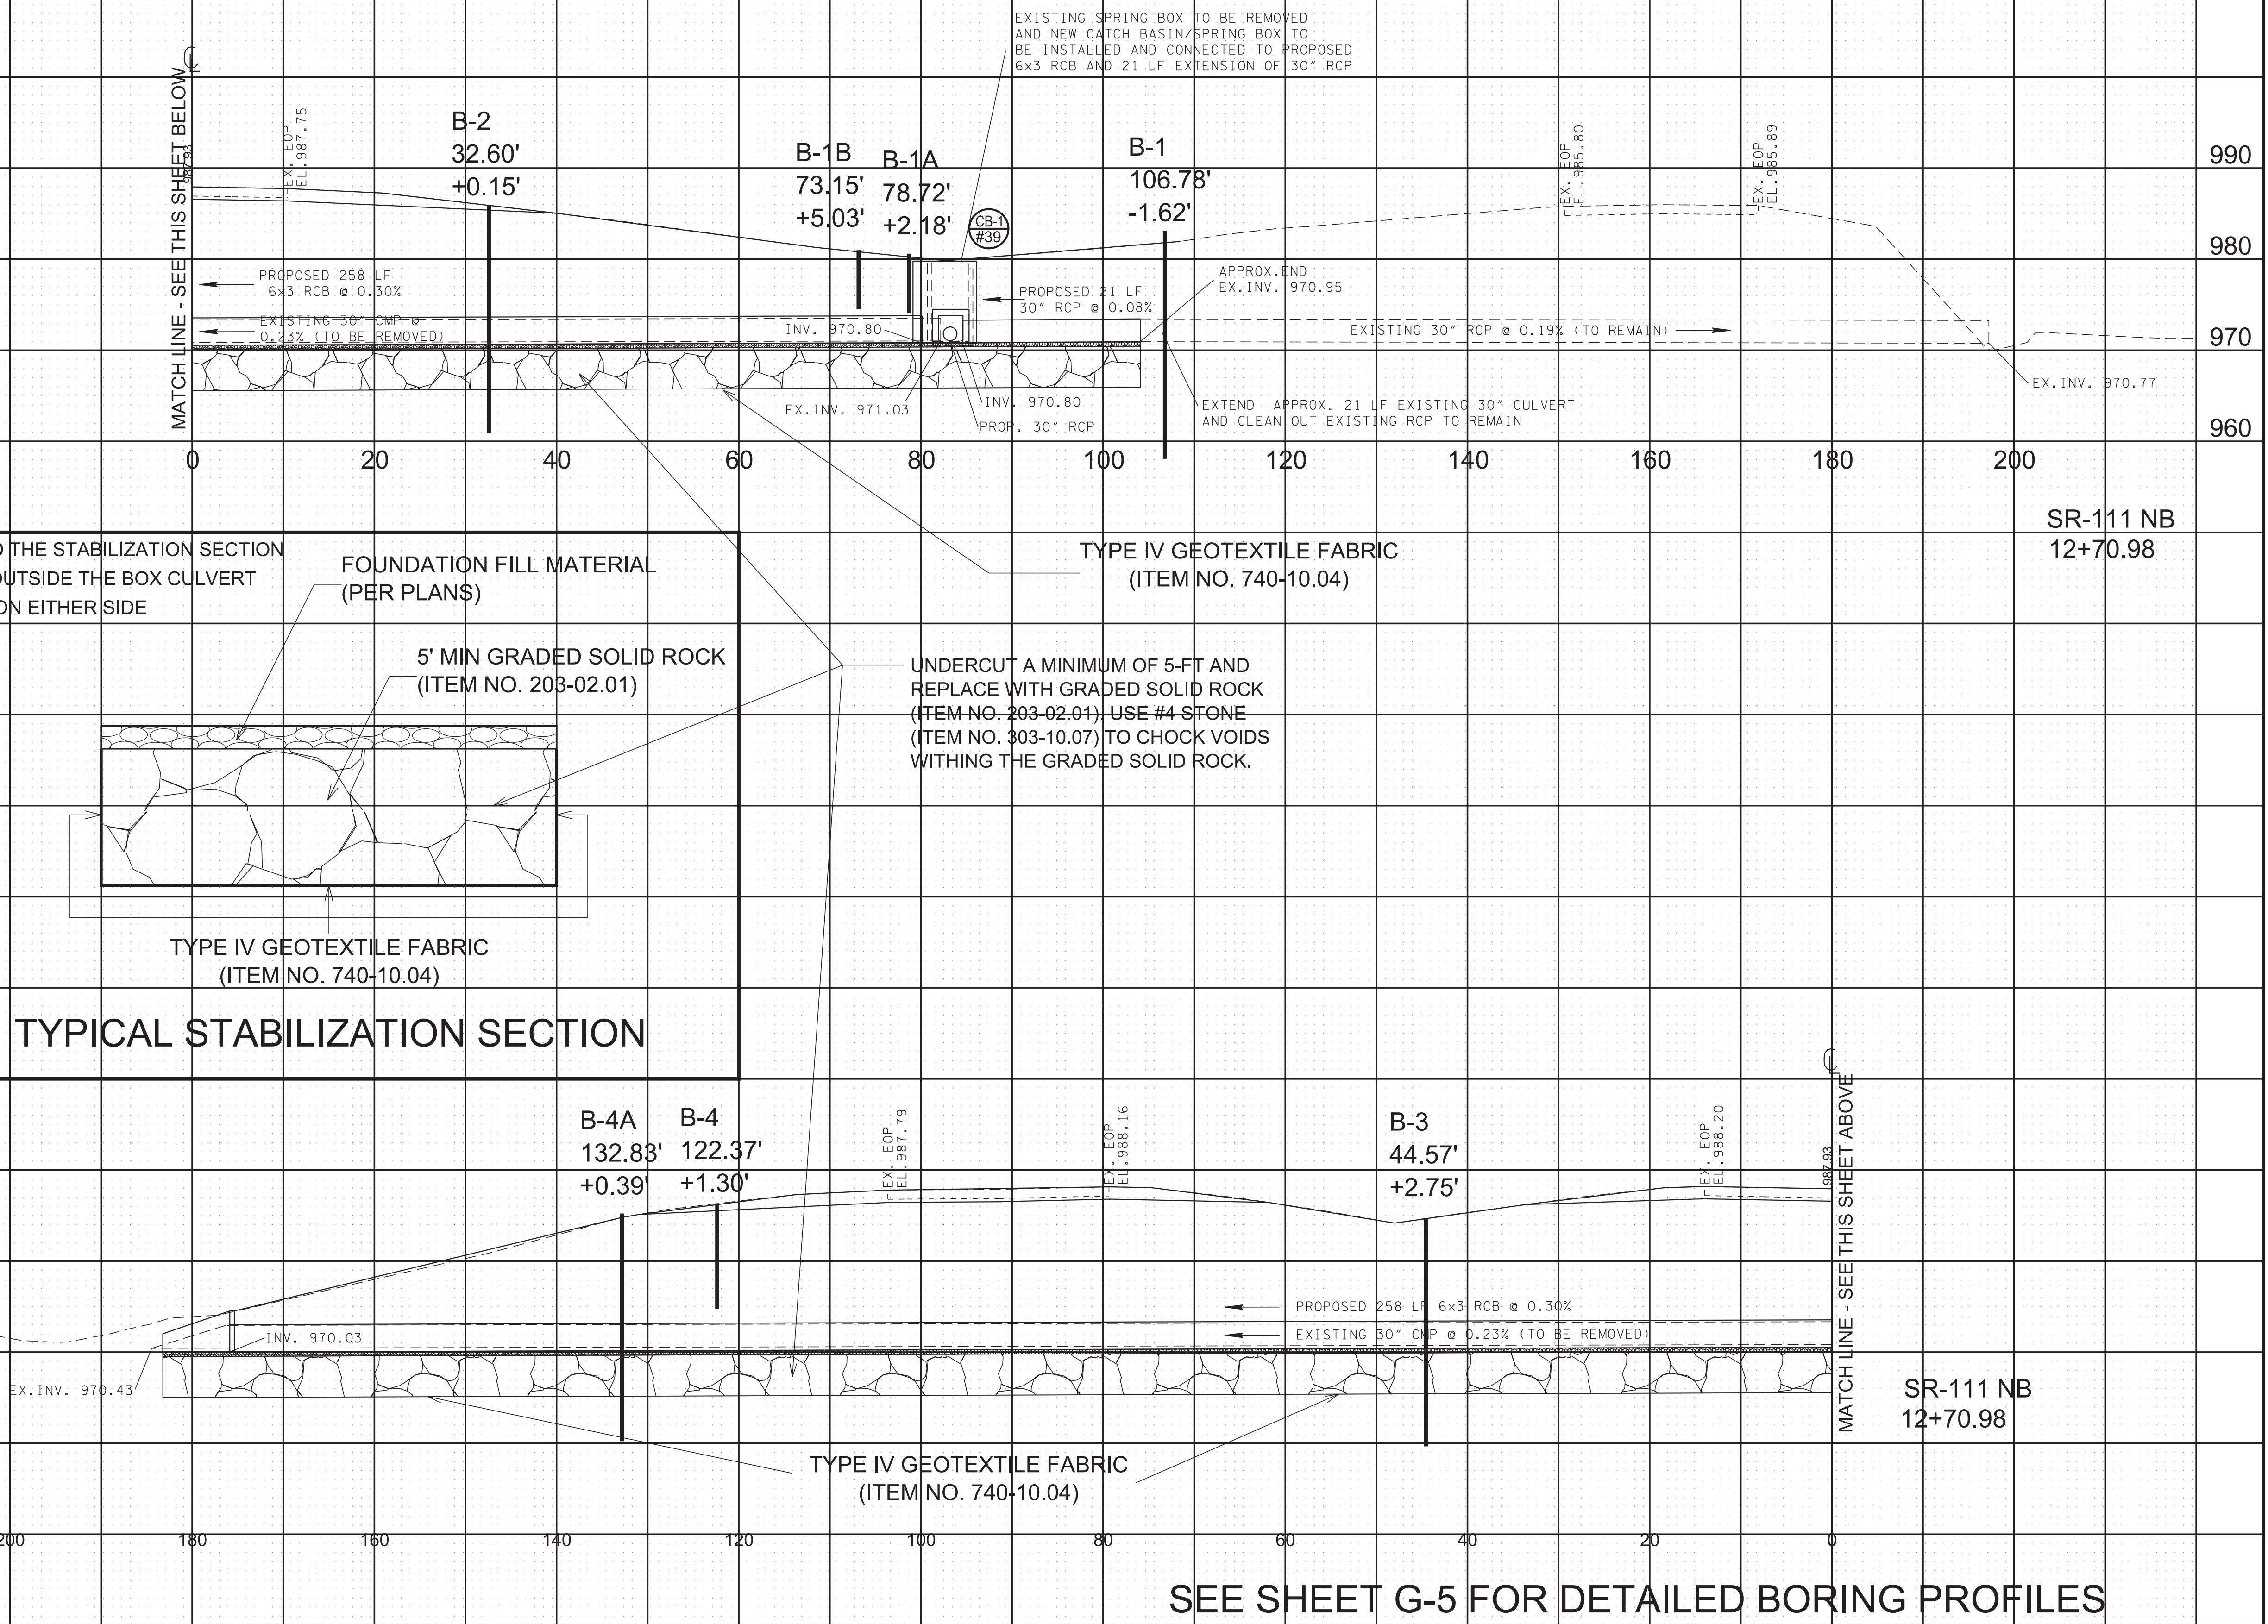 EXISTING SPRING BOX TO BE REMOVED
AND NEW CATCH BASIN/SPRING BOX TO
BE INSTALLED AND CONNECTED TO PROPOSED
6x3 RCB AND 21 LF EXTENSION OF 30" RCP
MATCH LINE - SEE THIS SHEET BELOW
987.93
EX. EOP
EL.987.75
B-2
32.60'
+0.15'
B-1B
73.15'
+5.03'
B-1A
78.72'
+2.18'
CB-1
#39
B-1
106.78'
-1.62'
EX. EOP
EL.985.80
EX. EOP
EL.985.89
990
980
970
960
PROPOSED 258 LF
6x3 RCB @ 0.30%
EXISTING 30" CMP @
0.23% (TO BE REMOVED)
INV. 970.80
PROPOSED 21 LF
30" RCP @ 0.08%
APPROX.END
EX.INV. 970.95
EXISTING 30" RCP @ 0.19% (TO REMAIN)
EX.INV. 970.77
EX.INV. 971.03
INV. 970.80
PROP. 30" RCP
EXTEND APPROX. 21 LF EXISTING 30" CULVERT
AND CLEAN OUT EXISTING RCP TO REMAIN
0 20 40 60 80 100 120 140 160 180 200
SR-111 NB
12+70.98
THE STABILIZATION SECTION
OUTSIDE THE BOX CULVERT
ON EITHER SIDE
FOUNDATION FILL MATERIAL
(PER PLANS)
5' MIN GRADED SOLID ROCK
(ITEM NO. 203-02.01)
TYPE IV GEOTEXTILE FABRIC
(ITEM NO. 740-10.04)
TYPICAL STABILIZATION SECTION
TYPE IV GEOTEXTILE FABRIC
(ITEM NO. 740-10.04)
UNDERCUT A MINIMUM OF 5-FT AND
REPLACE WITH GRADED SOLID ROCK
(ITEM NO. 203-02.01). USE #4 STONE
(ITEM NO. 303-10.07) TO CHOCK VOIDS
WITHING THE GRADED SOLID ROCK.
B-4A
132.83'
+0.39'
B-4
122.37'
+1.30'
EX. EOP
EL.987.79
EX. EOP
EL.988.16
B-3
44.57'
+2.75'
EX. EOP
EL.988.20
987.93
MATCH LINE - SEE THIS SHEET ABOVE
PROPOSED 258 LF 6x3 RCB @ 0.30%
EXISTING 30" CMP @ 0.23% (TO BE REMOVED)
INV. 970.03
EX.INV. 970.43
SR-111 NB
12+70.98
TYPE IV GEOTEXTILE FABRIC
(ITEM NO. 740-10.04)
200 180 160 140 120 100 80 60 40 20 0
SEE SHEET G-5 FOR DETAILED BORING PROFILES